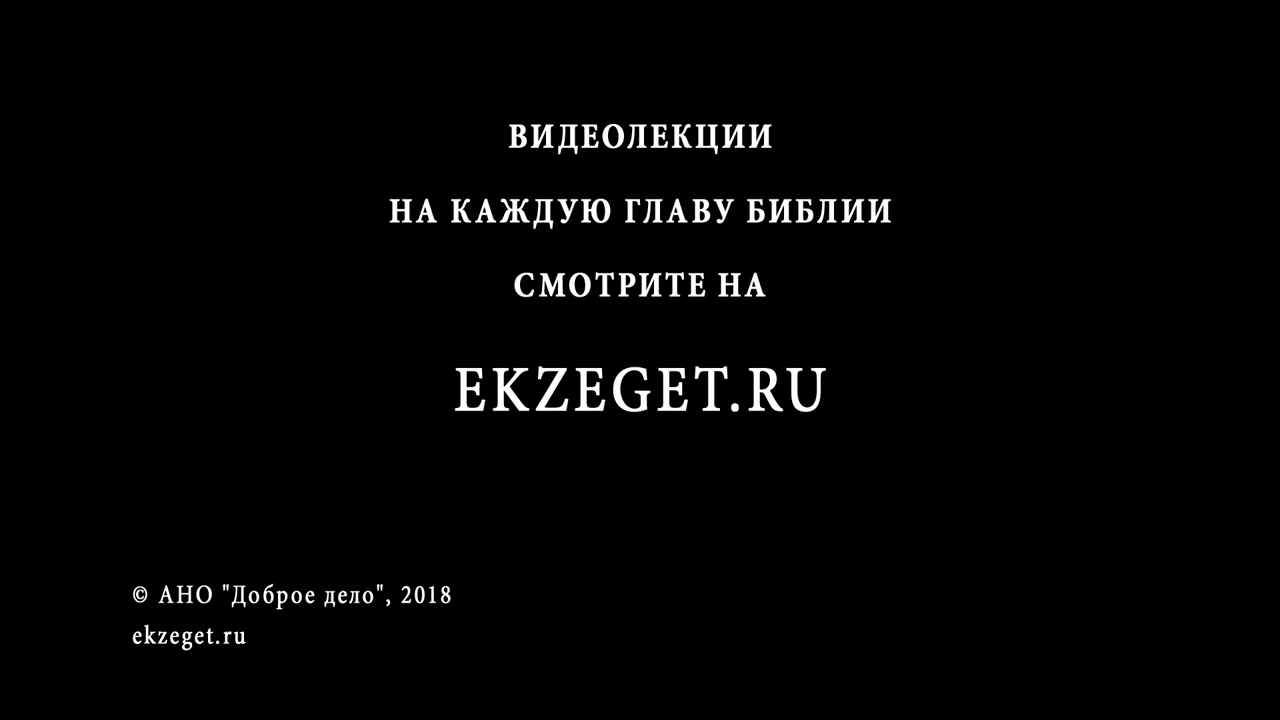 ВИДЕОЛЕКЦИИ
НА КАЖДУЮ ГЛАВУ БИБЛИИ
СМОТРИТЕ НА
EKZEGET.RU
© АНО "Доброе дело", 2018
ekzeget.ru